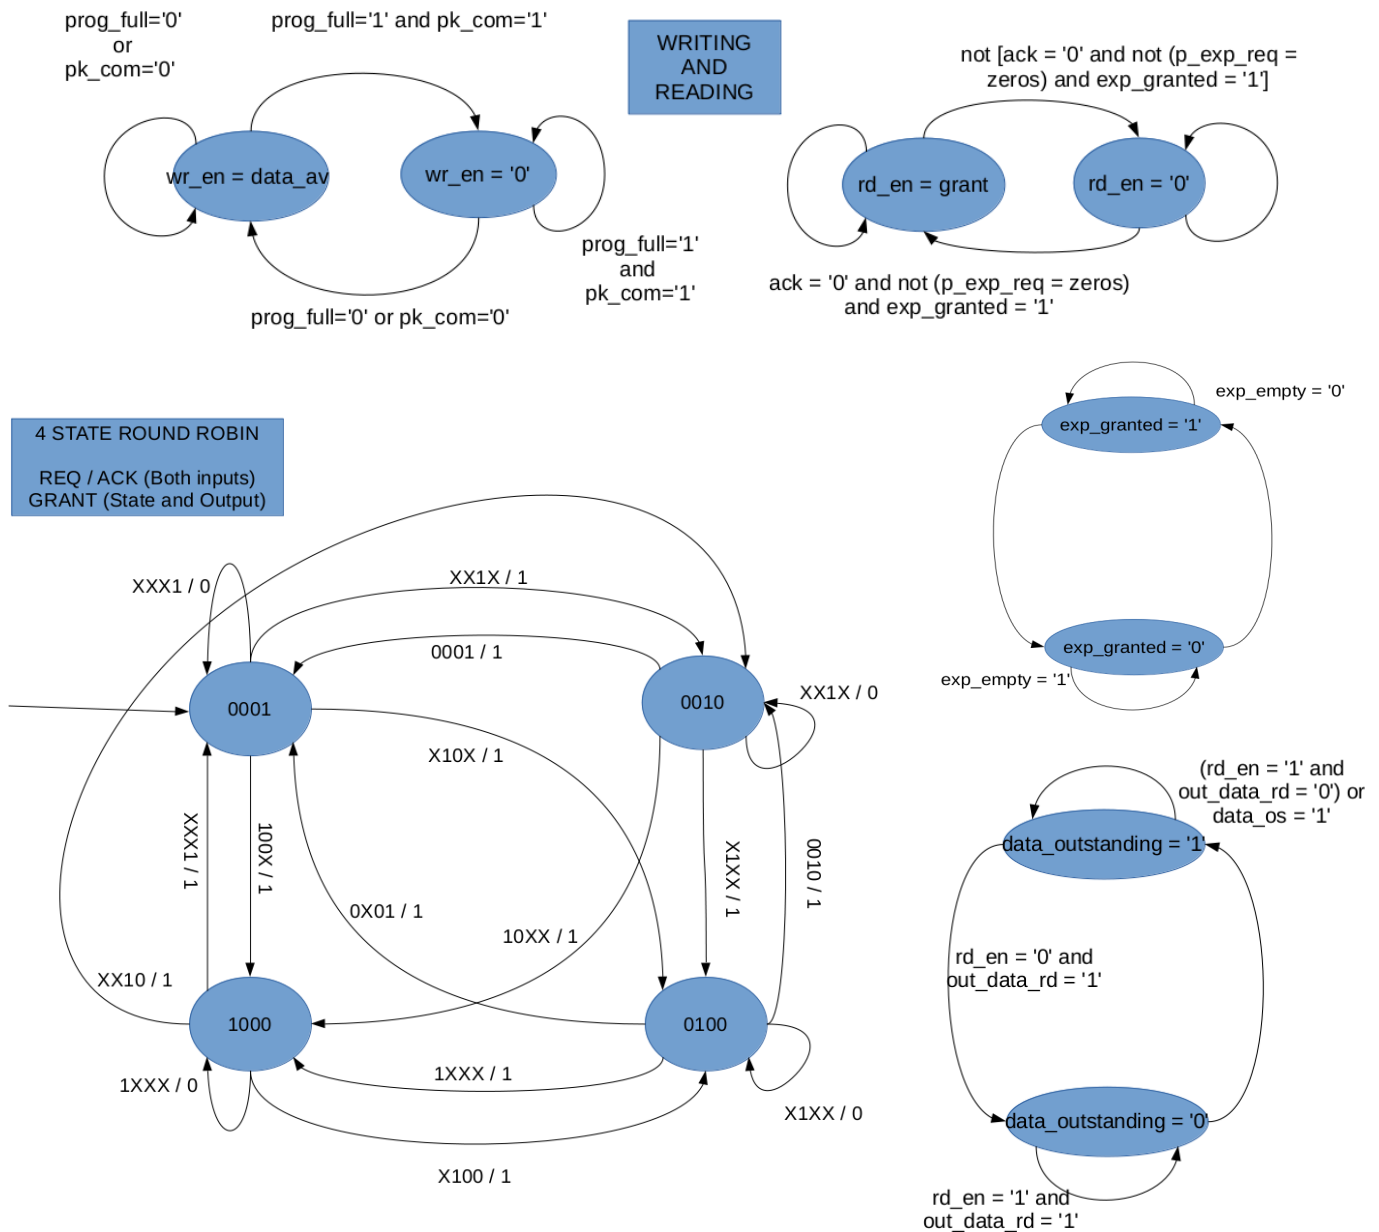 prog_full='0'
or
pk_com='0'
prog_full='1' and pk_com='1'
WRITING
AND
READING
not [ack = '0' and not (p_exp_req =
zeros) and exp_granted = '1']
wr_en = data_av
wr_en = '0'
rd_en = grant
rd_en = '0'
prog_full='1'
and
pk_com='1'
prog_full='0' or pk_com='0'
ack = '0' and not (p_exp_req = zeros)
and exp_granted = '1'
4 STATE ROUND ROBIN
REQ / ACK (Both inputs)
GRANT (State and Output)
exp_empty = '0'
exp_granted = '1'
exp_granted = '0'
exp_empty = '1'
XXX1 / 0
XX1X / 1
0001 / 1
0001
0010
XX1X / 0
X10X / 1
XXX1 / 1
100X / 1
0X01 / 1
10XX / 1
X1XX / 1
0010 / 1
XX10 / 1
1000
0100
1XXX / 0
1XXX / 1
X1XX / 0
X100 / 1
(rd_en = '1' and
out_data_rd = '0') or
data_os = '1'
data_outstanding = '1'
rd_en = '0' and
out_data_rd = '1'
data_outstanding = '0'
rd_en = '1' and
out_data_rd = '1'